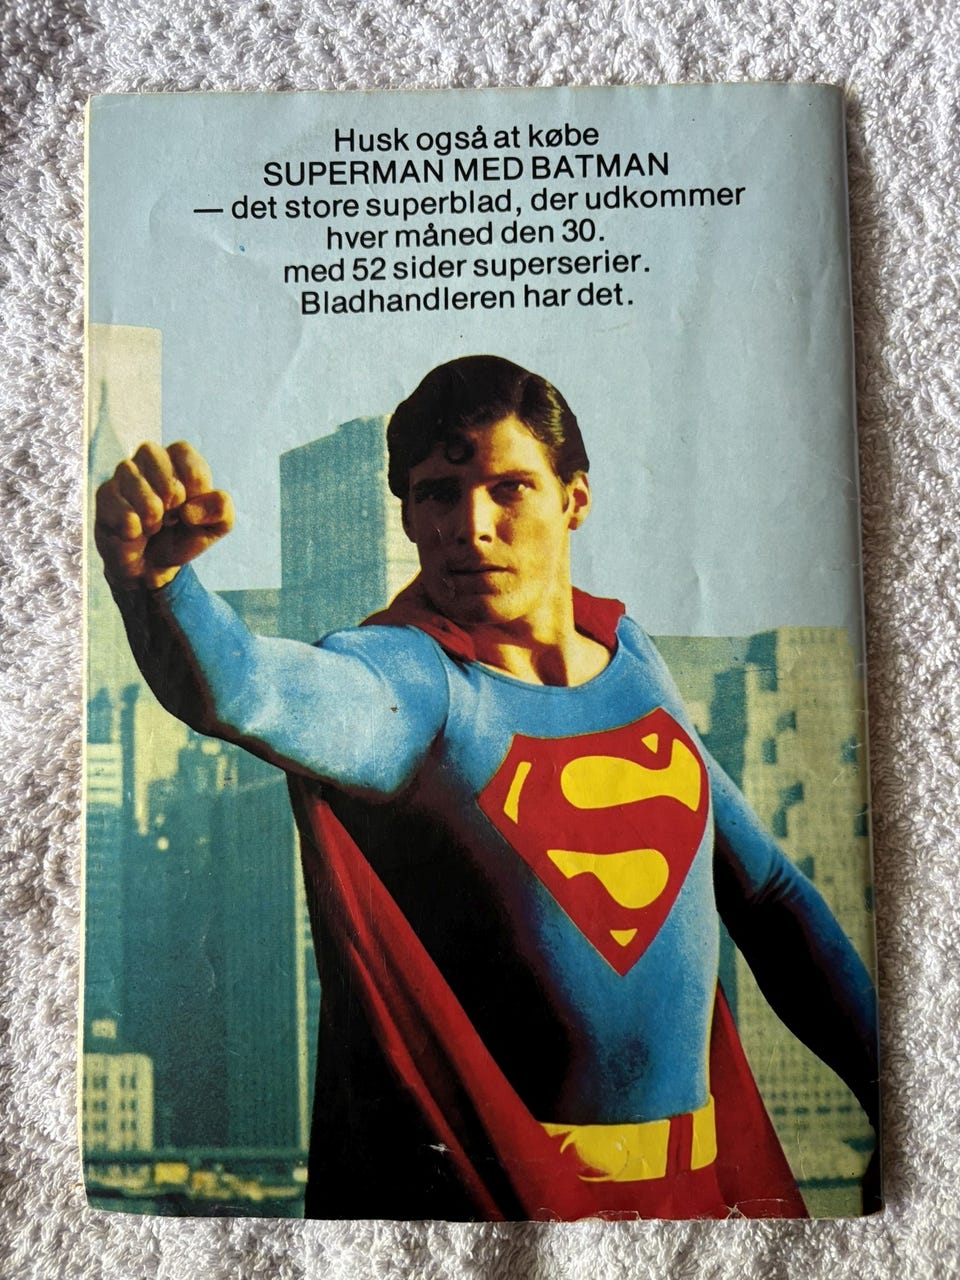 Husk også at købe
SUPERMAN MED BATMAN
— det store superblad, der udkommer
hver måned den 30.
med 52 sider superserier.
Bladhandleren har det.
S